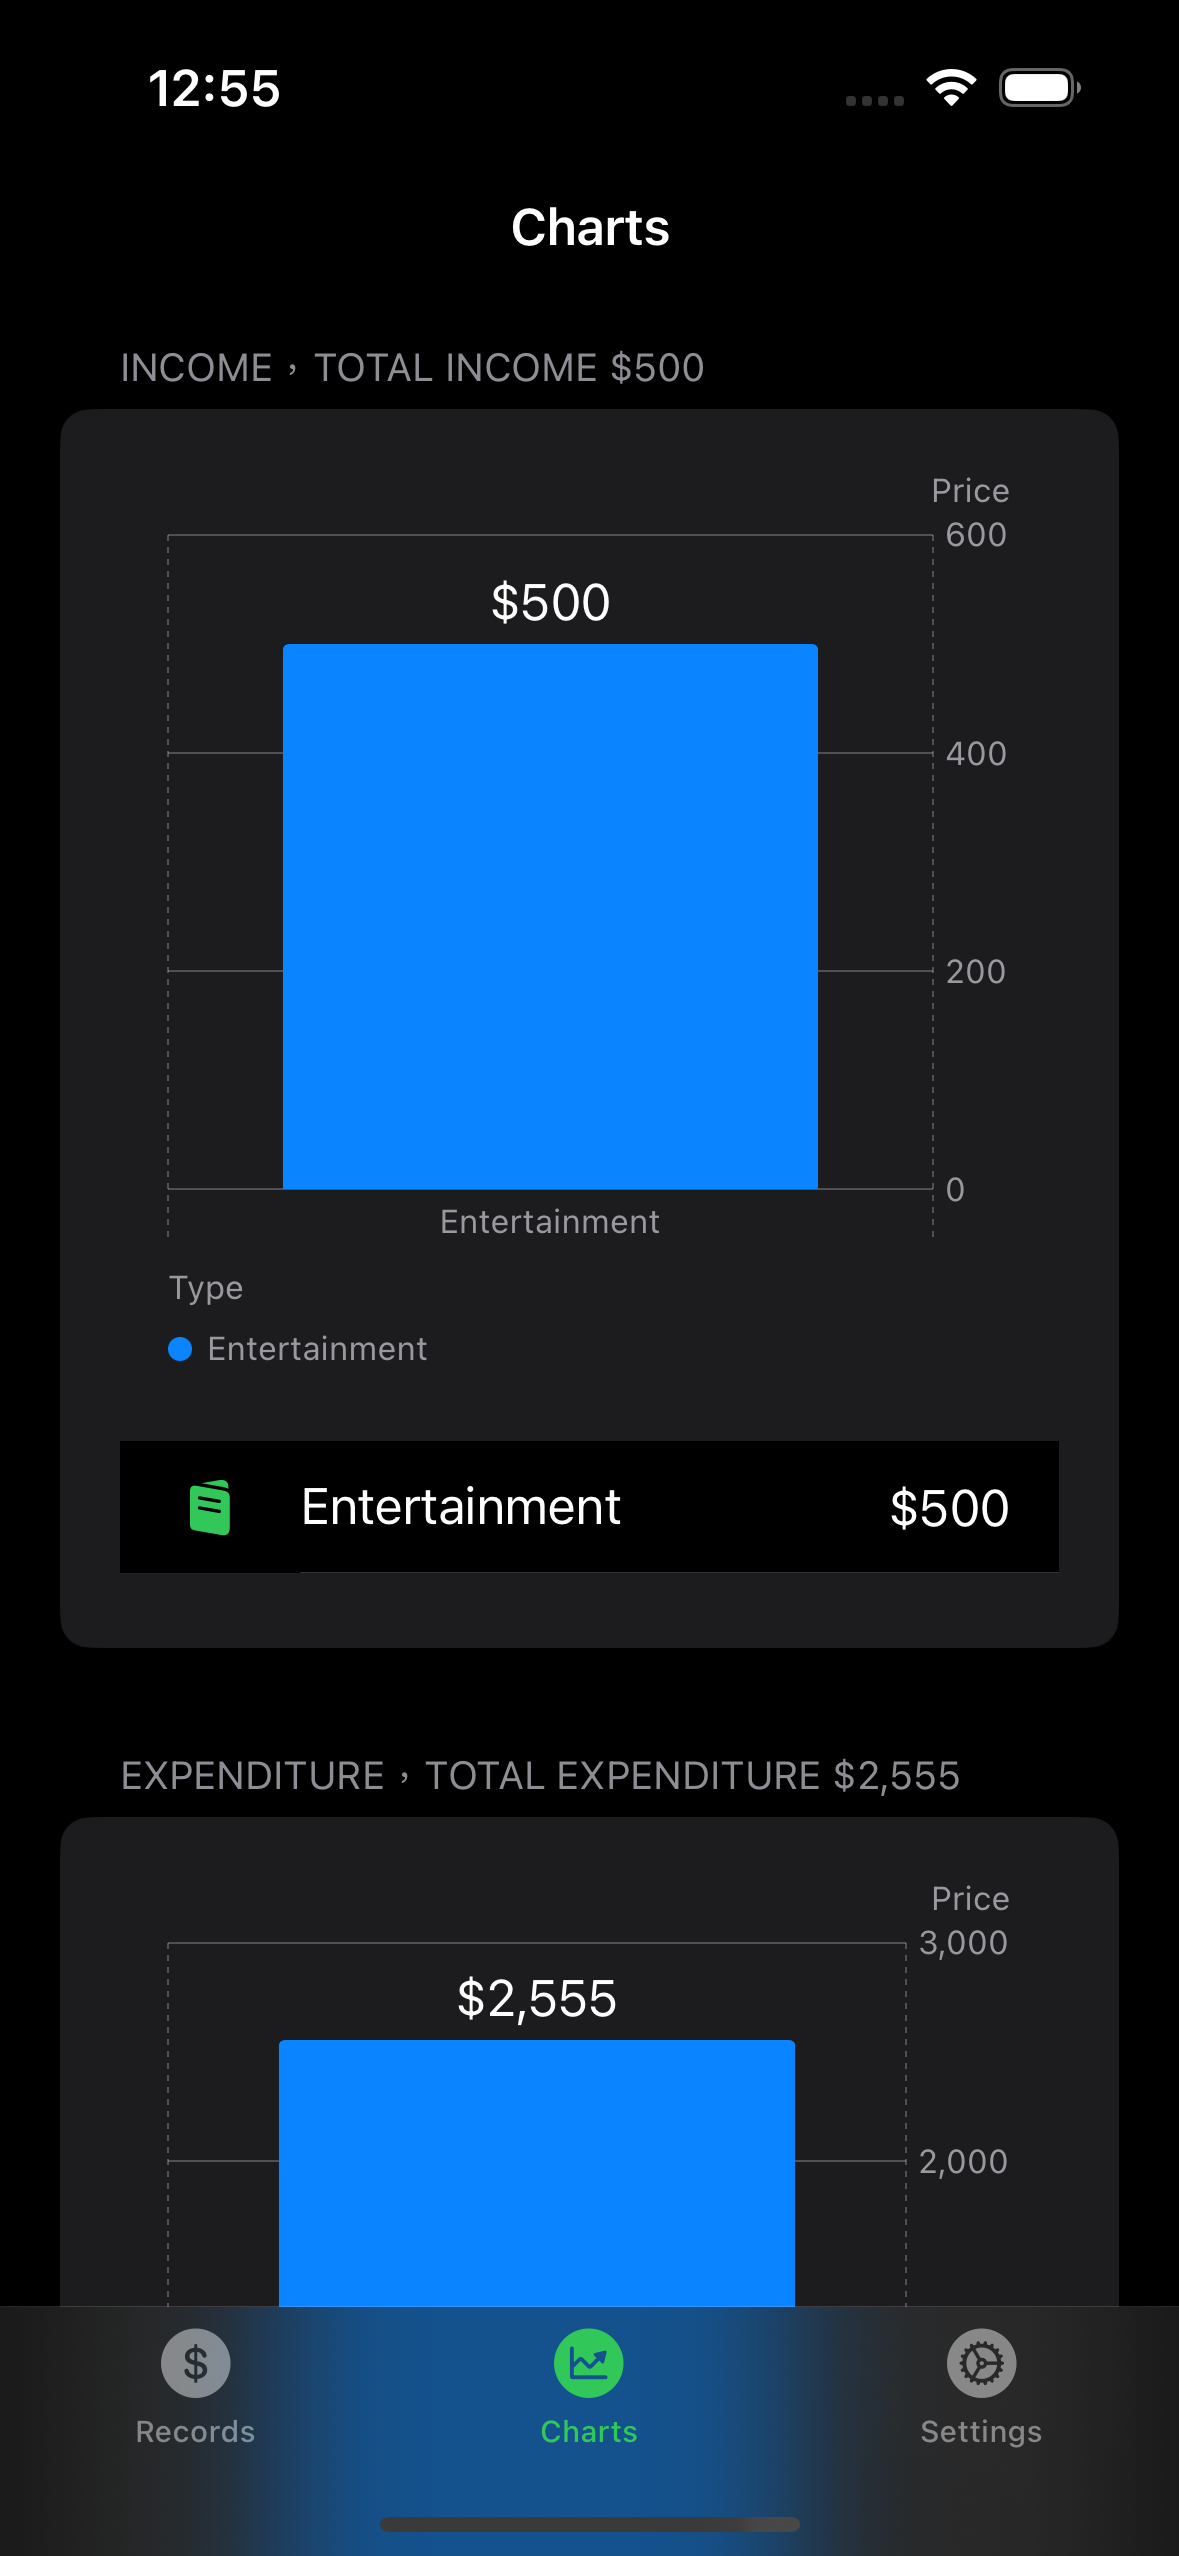 12:55
Charts
INCOME，TOTAL INCOME $500
Price
600
$500
400
200
0
Entertainment
Type
Entertainment
Entertainment $500
EXPENDITURE，TOTAL EXPENDITURE $2,555
Price
3,000
$2,555
2,000
Records Charts Settings